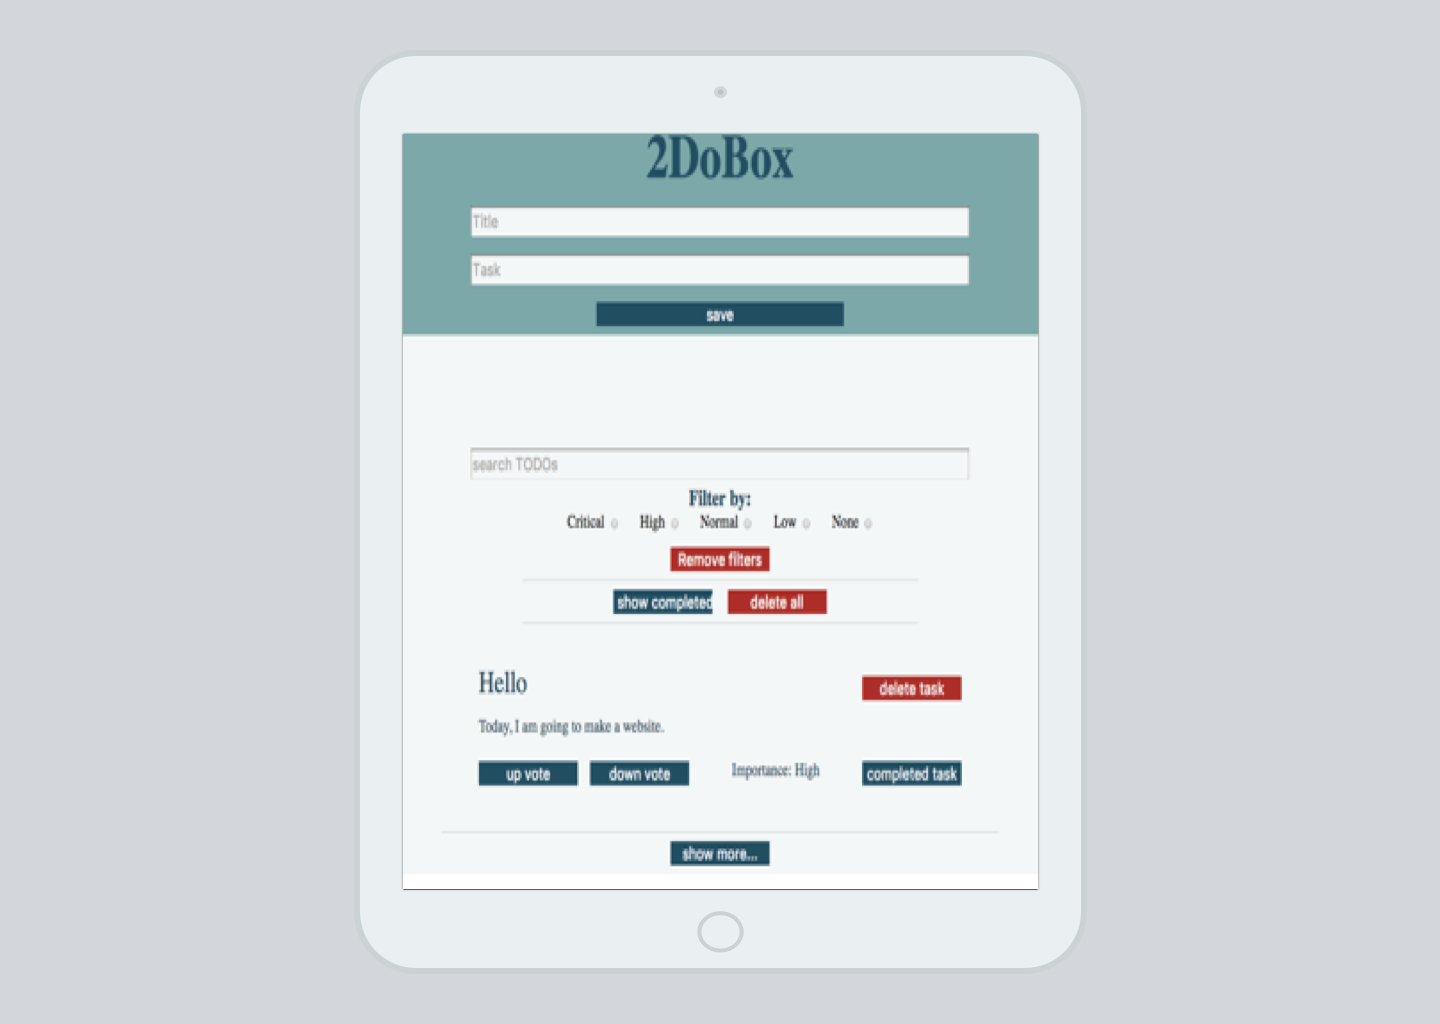 2DoBox
Title
Task
save
search TODOs
Filter by:
Critical High Normal Low None
Remove filters
show completed delete all
Hello delete task
Today, I am going to make a website.
up vote down vote Importance: High completed task
show more...